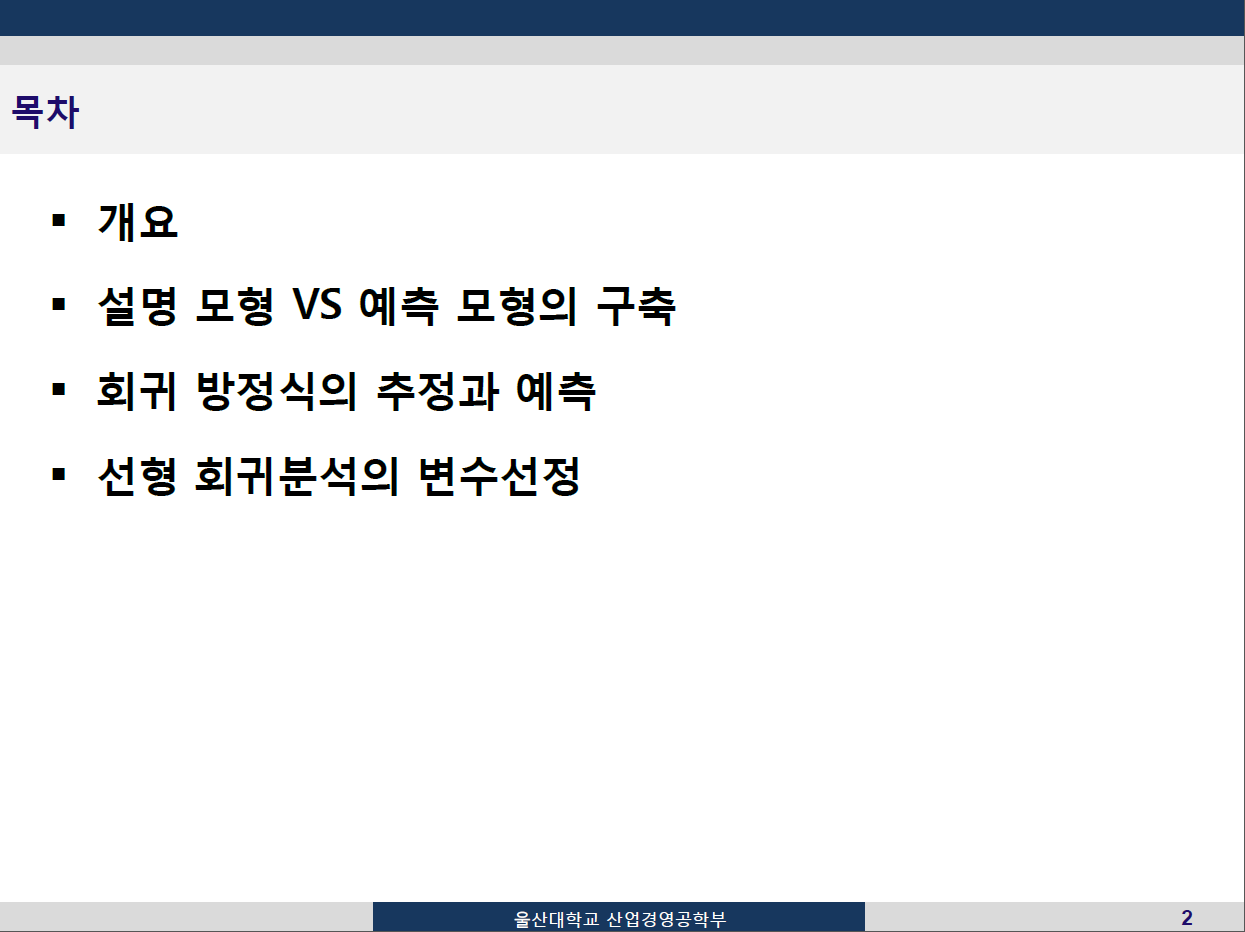 목차
▪ 개요
▪ 설명 모형 VS 예측 모형의 구축
▪ 회귀 방정식의 추정과 예측
▪ 선형 회귀분석의 변수선정
울산대학교 산업경영공학부
2